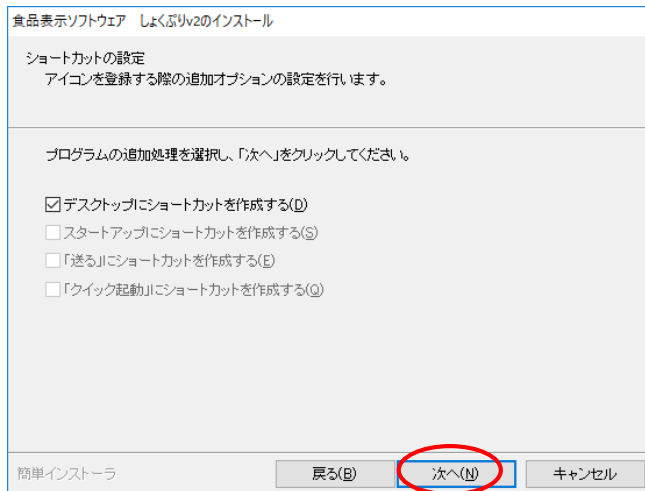 食品表示ソフトウェア　しょくぷりv2のインストール
ショートカットの設定
アイコンを登録する際の追加オプションの設定を行います。
プログラムの追加処理を選択し、「次へ」をクリックしてください。
デスクトップにショートカットを作成する(D)
スタートアップにショートカットを作成する(S)
「送る」にショートカットを作成する(E)
「クイック起動」にショートカットを作成する(Q)
簡単インストーラ
戻る(B)
次へ(N)
キャンセル